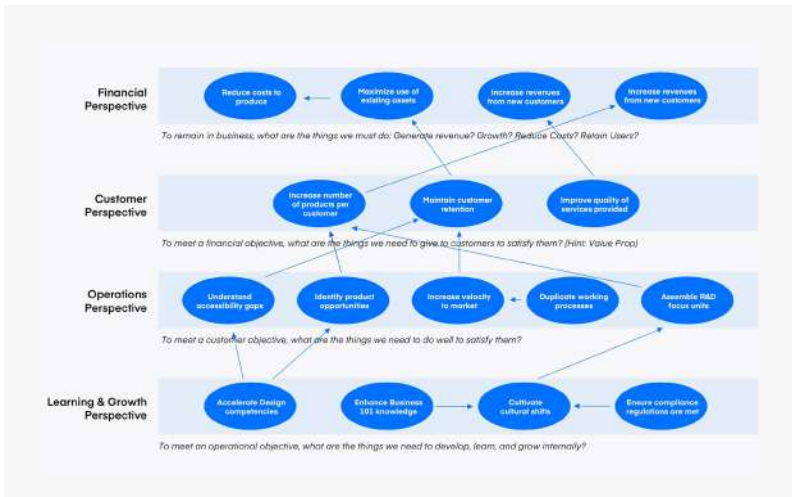 Financial
Perspective
Reduce costs to
produce
Maximize use of
existing assets
Increase revenues
from new customers
Increase revenues
from new customers
To remain in business, what are the things we must do: Generate revenue? Growth? Reduce Costs? Retain Users?
Customer
Perspective
Increase number
of products per
customer
Maintain customer
retention
Improve quality of
services provided
To meet a financial objective, what are the things we need to give to customers to satisfy them? (Hint: Value Prop)
Operations
Perspective
Understand
accessibility gaps
Identify product
opportunities
Increase velocity
to market
Duplicate working
processes
Assemble R&D
focus units
To meet a customer objective, what are the things we need to do well to satisfy them?
Learning & Growth
Perspective
Accelerate Design
competencies
Enhance Business
101 knowledge
Cultivate
cultural shifts
Ensure compliance
regulations are met
To meet an operational objective, what are the things we need to develop, learn, and grow internally?